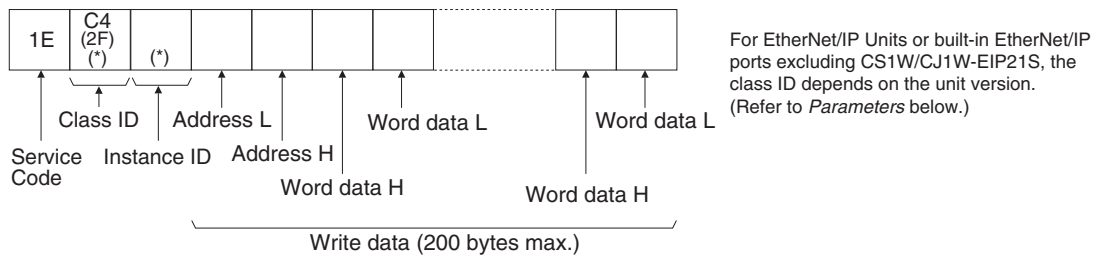 1E
C4
(2F)
(*)
(*)
For EtherNet/IP Units or built-in EtherNet/IP
ports excluding CS1W/CJ1W-EIP21S, the
class ID depends on the unit version.
(Refer to Parameters below.)
Class ID
Address L
Word data L
Word data L
Service
Code
Instance ID
Address H
Word data H
Word data H
Write data (200 bytes max.)